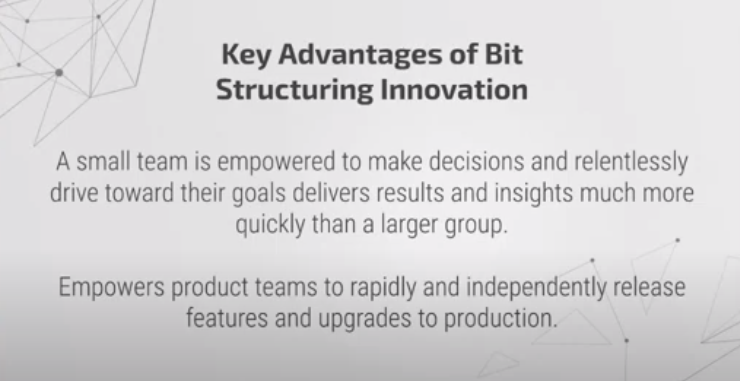 Key Advantages of Bit
Structuring Innovation
A small team is empowered to make decisions and relentlessly
drive toward their goals delivers results and insights much more
quickly than a larger group.
Empowers product teams to rapidly and independently release
features and upgrades to production.